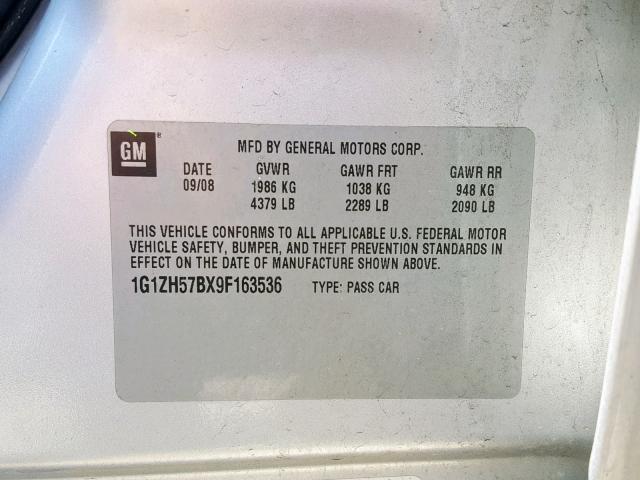 GM ®
MFD BY GENERAL MOTORS CORP.
DATE GVWR GAWR FRT GAWR RR
09/08 1986 KG 1038 KG 948 KG
4379 LB 2289 LB 2090 LB
THIS VEHICLE CONFORMS TO ALL APPLICABLE U.S. FEDERAL MOTOR
VEHICLE SAFETY, BUMPER, AND THEFT PREVENTION STANDARDS IN
EFFECT ON THE DATE OF MANUFACTURE SHOWN ABOVE.
1G1ZH57BX9F163536 TYPE: PASS CAR